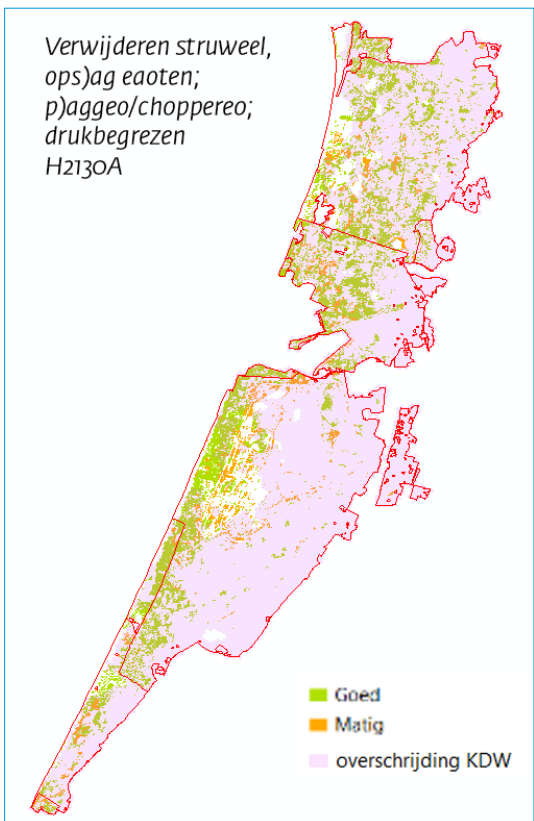 Verwijderen struweel,
ops)ag eaoten;
p)aggeo/choppereo;
drukbegrezen
H2130A
Goed
Matig
overschrijding KDW